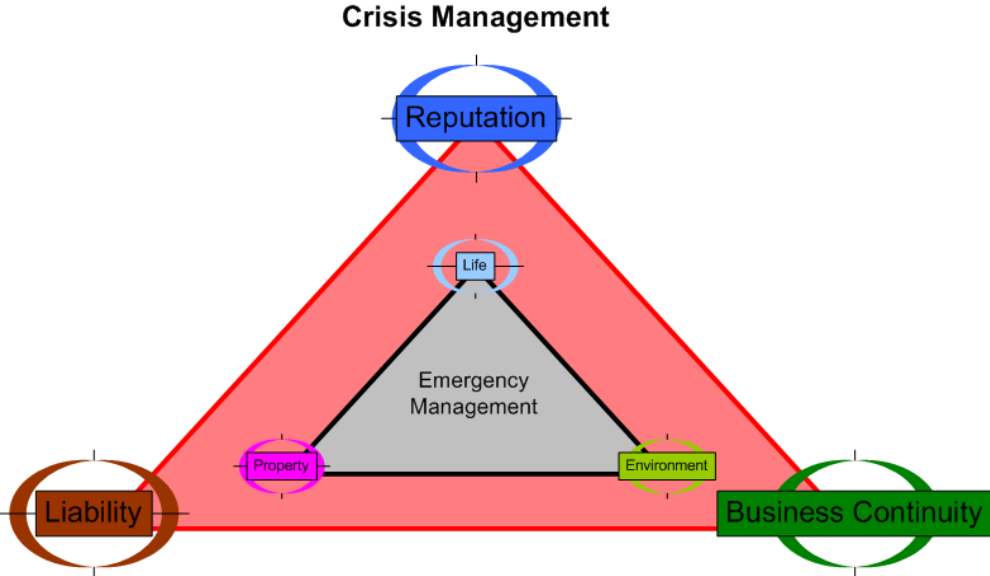 Crisis Management
Reputation
Life
Emergency
Management
Property
Environment
Liability
Business Continuity